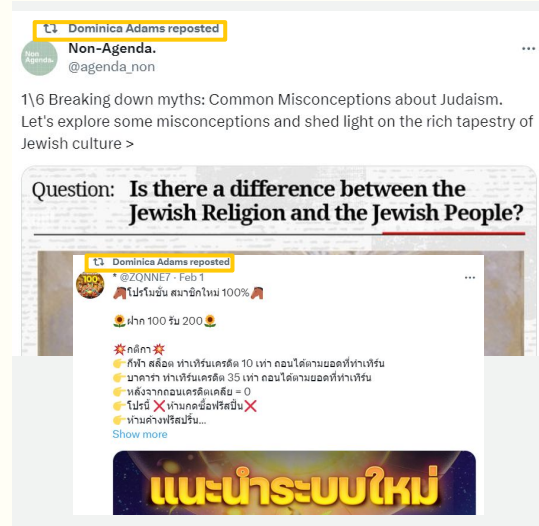 Dominica Adams reposted
Non Agenda.
Non-Agenda.
@agenda_non
1\6 Breaking down myths: Common Misconceptions about Judaism.
Let's explore some misconceptions and shed light on the rich tapestry of
Jewish culture >
Question: Is there a difference between the
Jewish Religion and the Jewish People?
Dominica Adams reposted
100
* @ZQNNE7 · Feb 1
🧧โปรโมชั่น สมาชิกใหม่ 100%🧧
🌻ฝาก 100 รับ 200🌻
💥กติกา💥
👉กีฬา สล็อต ทำเทิร์นเครดิต 10 เท่า ถอนได้ตามยอดที่ทำเทิร์น
👉บาคาร่า ทำเทิร์นเครดิต 35 เท่า ถอนได้ตามยอดที่ทำเทิร์น
👉หลังจากถอนเครดิตเคลีย = 0
👉โปรนี้ ❌ห้ามกดซื้อฟรีสปิ้น❌
👉ห้ามค้างฟรีสปริ้น...
Show more
แนะนำระบบใหม่